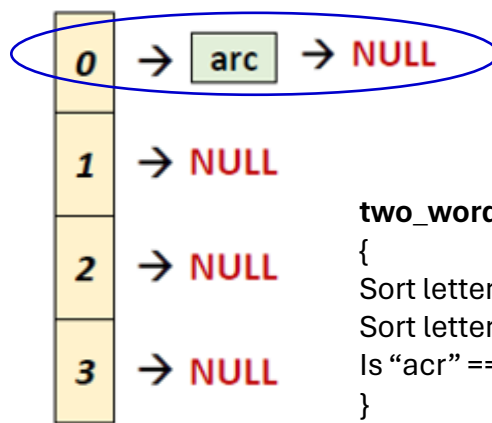 0 → arc → NULL
1 → NULL
2 → NULL
two_word
{
Sort letter
Sort letter
3 → NULL
Is “acr” ==
}